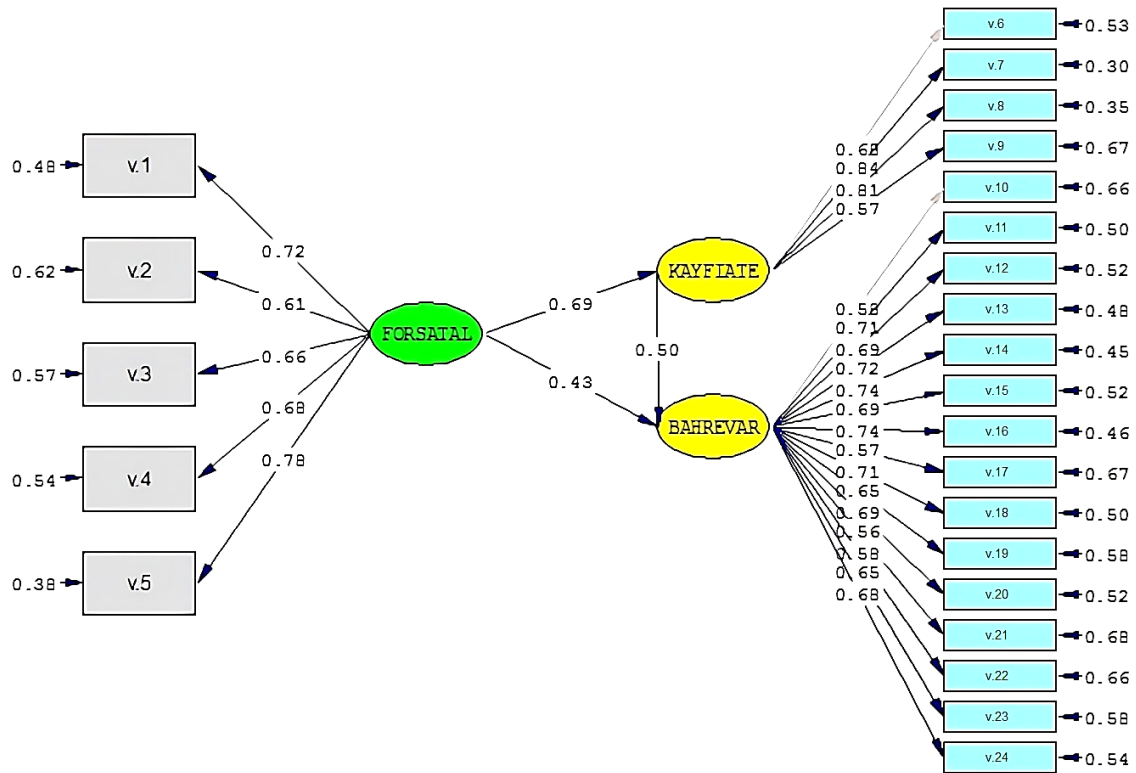 0.48 v.1
0.62 v.2
0.57 v.3
0.54 v.4
0.38 v.5
0.72
0.61
0.66
0.68
0.78
FORSATAL
0.69
0.43
KAYFIATE
0.50
BAHREVAR
0.68
0.84
0.81
0.57
0.58
0.71
0.69
0.72
0.74
0.69
0.74
0.57
0.71
0.65
0.69
0.56
0.58
0.65
0.68
v.6 0.53
v.7 0.30
v.8 0.35
v.9 0.67
v.10 0.66
v.11 0.50
v.12 0.52
v.13 0.48
v.14 0.45
v.15 0.52
v.16 0.46
v.17 0.67
v.18 0.50
v.19 0.58
v.20 0.52
v.21 0.68
v.22 0.66
v.23 0.58
v.24 0.54